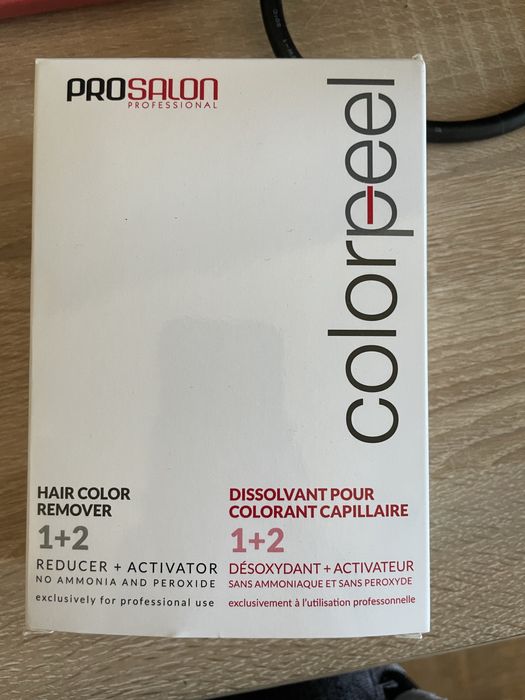 PROSALON
PROFESSIONAL
colorpeel
HAIR COLOR
REMOVER
1+2
REDUCER + ACTIVATOR
NO AMMONIA AND PEROXIDE
exclusively for professional use
DISSOLVANT POUR
COLORANT CAPILLAIRE
1+2
DÉSOXYDANT + ACTIVATEUR
SANS AMMONIAQUE ET SANS PEROXYDE
exclusivement à l'utilisation professionnelle